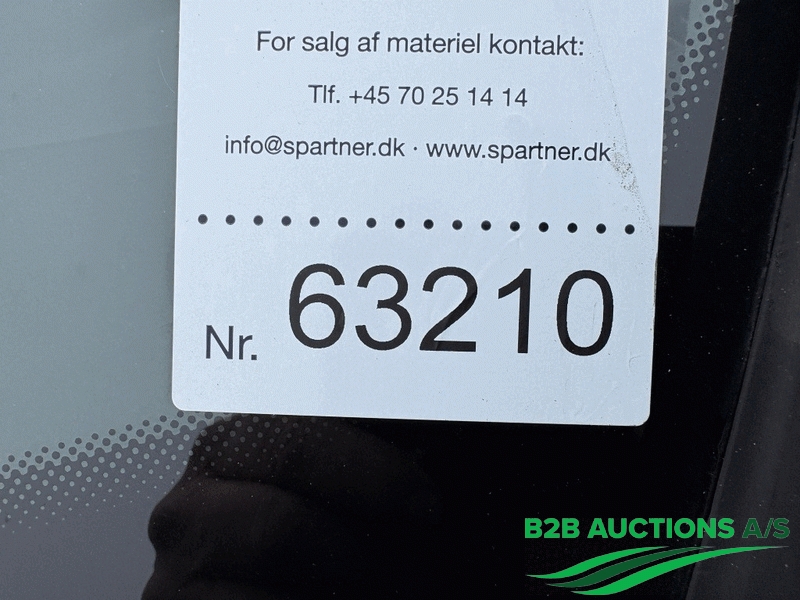 For salg af materiel kontakt:
Tlf. +45 70 25 14 14
info@spartner.dk · www.spartner.dk
Nr. 63210
B2B AUCTIONS A/S